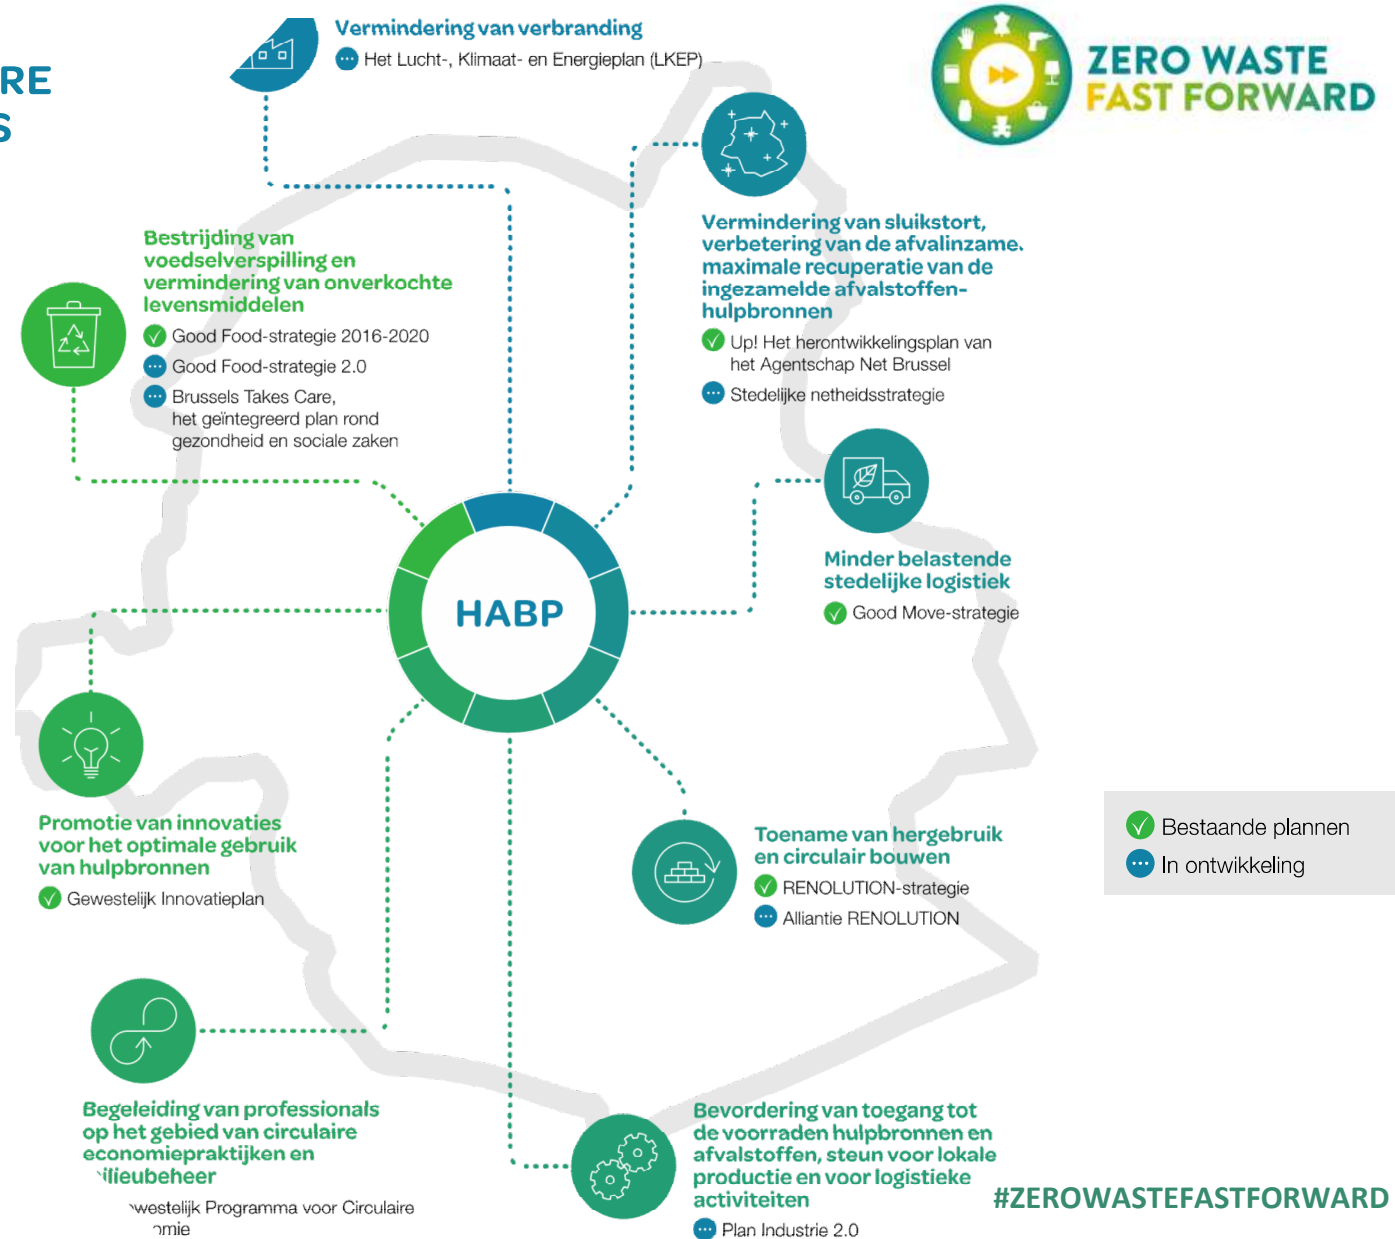 RE
S
Vermindering van verbranding
Het Lucht-, Klimaat- en Energieplan (LKEP)
ZERO WASTE
FAST FORWARD
Vermindering van sluikstort,
verbetering van de afvalinzame.
maximale recuperatie van de
ingezamelde afvalstoffen-
hulpbronnen
Up! Het herontwikkelingsplan van
het Agentschap Net Brussel
Stedelijke netheidsstrategie
Bestrijding van
voedselverspilling en
vermindering van onverkochte
levensmiddelen
Good Food-strategie 2016-2020
Good Food-strategie 2.0
Brussels Takes Care,
het geïntegreerd plan rond
gezondheid en sociale zaken
Minder belastende
stedelijke logistiek
Good Move-strategie
HABP
Promotie van innovaties
voor het optimale gebruik
van hulpbronnen
Gewestelijk Innovatieplan
Toename van hergebruik
en circulair bouwen
RENOLUTION-strategie
Alliantie RENOLUTION
Bestaande plannen
In ontwikkeling
Begeleiding van professionals
op het gebied van circulaire
economiepraktijken en
ilieubeheer
westelijk Programma voor Circulaire
omie
Bevordering van toegang tot
de voorraden hulpbronnen en
afvalstoffen, steun voor lokale
productie en voor logistieke
activiteiten
Plan Industrie 2.0
#ZEROWASTEFASTFORWARD